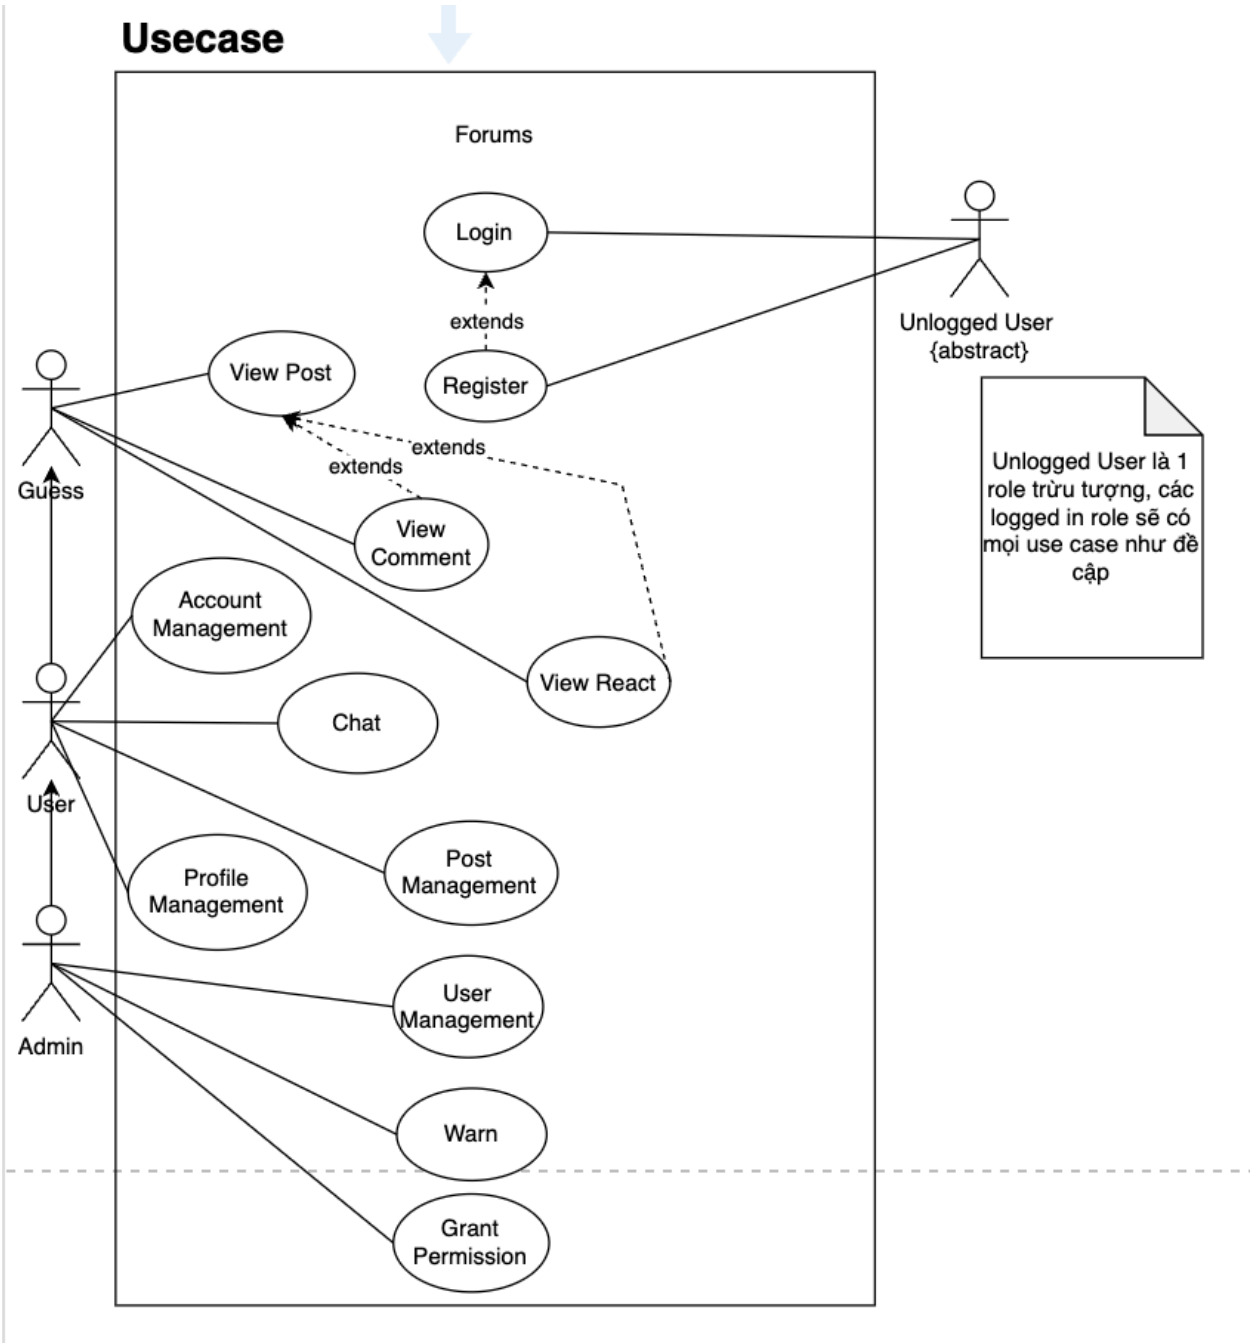 Usecase
Forums
Login
extends
Unlogged User
{abstract}
View Post
Register
extends
extends
Unlogged User là 1
role trừu tượng, các
logged in role sẽ có
mọi use case như đề
cập
Guess
View
Comment
Account
Management
View React
Chat
User
Post
Management
Profile
Management
User
Management
Admin
Warn
Grant
Permission